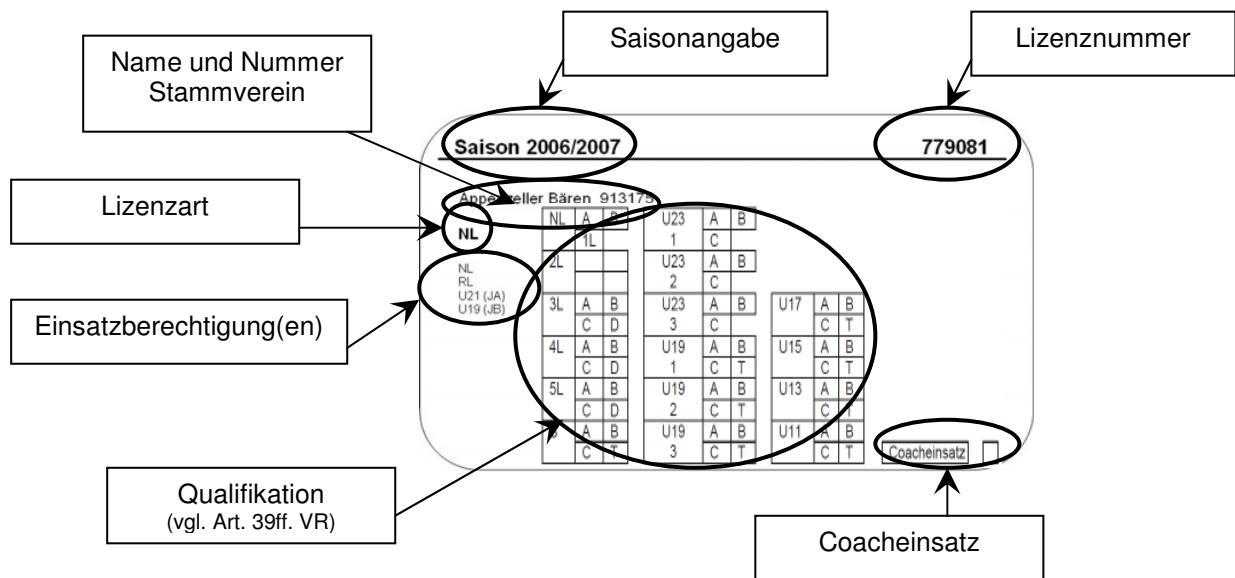 Saisonangabe
Lizenznummer
Name und Nummer
Stammverein
Saison 2006/2007 779081
Appenzeller Bären 913175
Lizenzart
NL
NL A B U23 A B
1L 1 C
NL
RL
U21 (JA)
U19 (JB)
2L U23 A B
2 C
Einsatzberechtigung(en)
3L A B U23 A B U17 A B
C D 3 C C T
4L A B U19 A B U15 A B
C D 1 C T C T
5L A B U19 A B U13 A B
C D 2 C T C T
A B U19 A B U11 A B
C T 3 C T C T
Coacheinsatz
Qualifikation
(vgl. Art. 39ff. VR)
Coacheinsatz